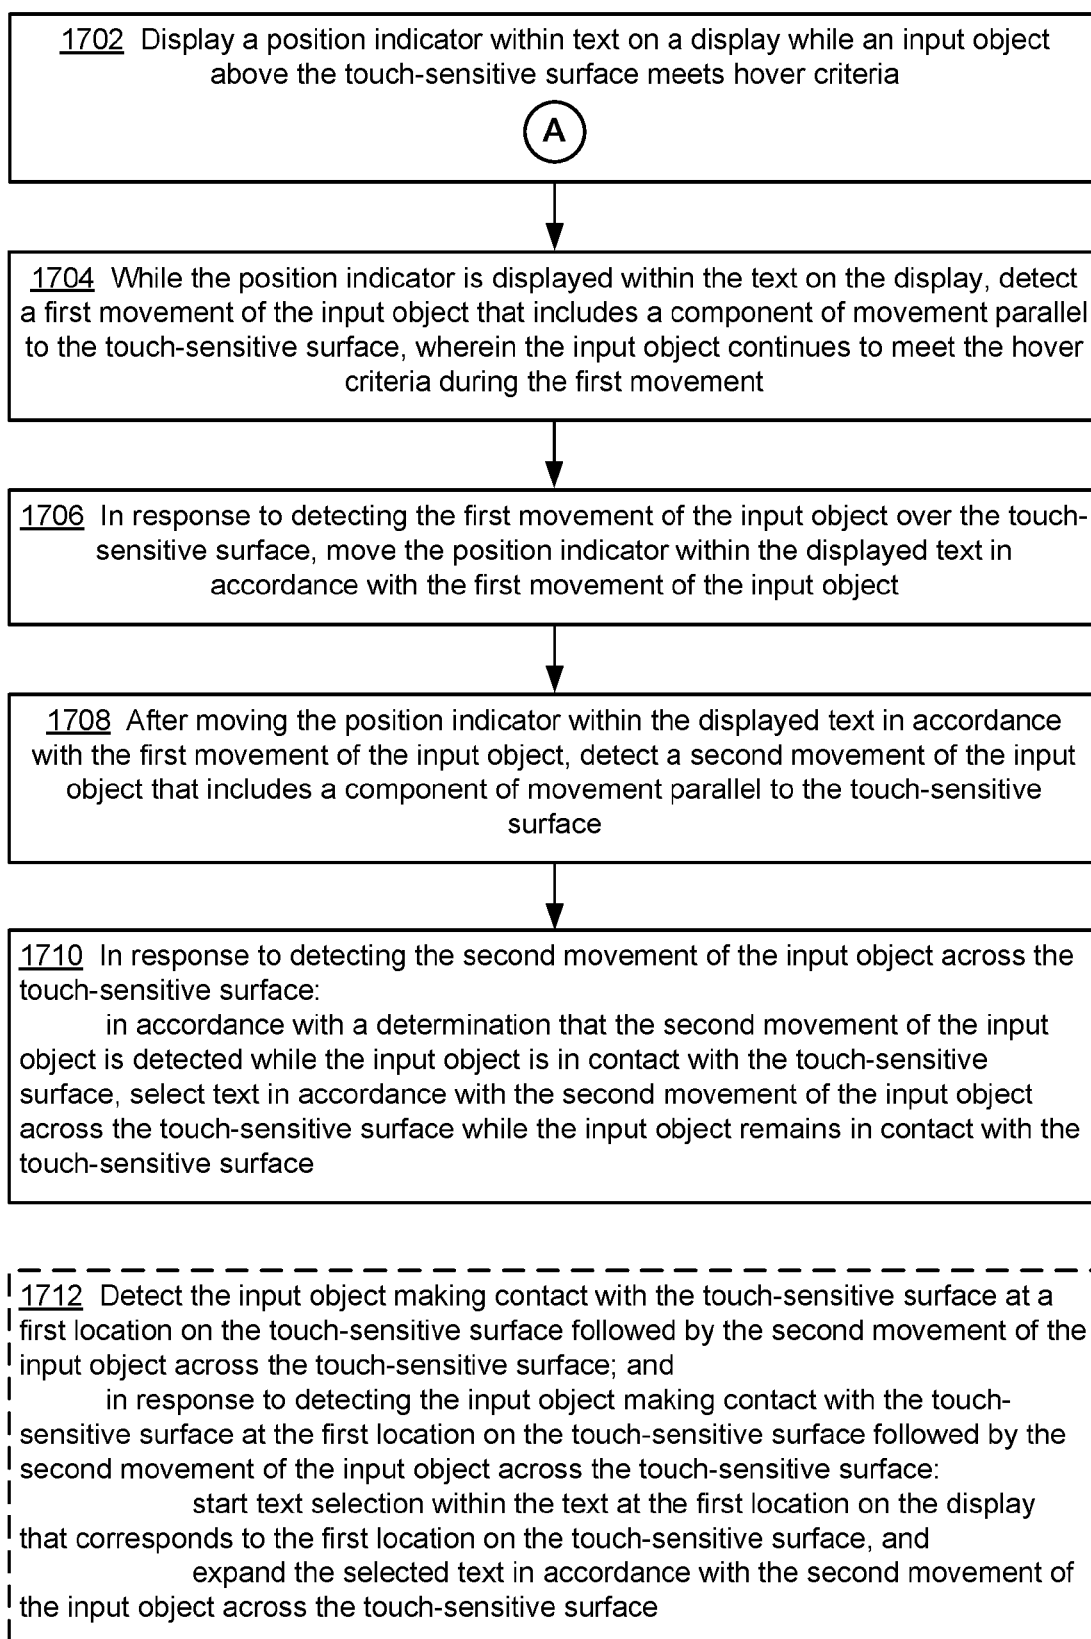 1702 Display a position indicator within text on a display while an input object
above the touch-sensitive surface meets hover criteria
A
1704 While the position indicator is displayed within the text on the display, detect
a first movement of the input object that includes a component of movement parallel
to the touch-sensitive surface, wherein the input object continues to meet the hover
criteria during the first movement
1706 In response to detecting the first movement of the input object over the touch-
sensitive surface, move the position indicator within the displayed text in
accordance with the first movement of the input object
1708 After moving the position indicator within the displayed text in accordance
with the first movement of the input object, detect a second movement of the input
object that includes a component of movement parallel to the touch-sensitive
surface
1710 In response to detecting the second movement of the input object across the
touch-sensitive surface:
in accordance with a determination that the second movement of the input
object is detected while the input object is in contact with the touch-sensitive
surface, select text in accordance with the second movement of the input object
across the touch-sensitive surface while the input object remains in contact with the
touch-sensitive surface
1712 Detect the input object making contact with the touch-sensitive surface at a
first location on the touch-sensitive surface followed by the second movement of the
input object across the touch-sensitive surface; and
in response to detecting the input object making contact with the touch-
sensitive surface at the first location on the touch-sensitive surface followed by the
second movement of the input object across the touch-sensitive surface:
start text selection within the text at the first location on the display
that corresponds to the first location on the touch-sensitive surface, and
expand the selected text in accordance with the second movement of
the input object across the touch-sensitive surface